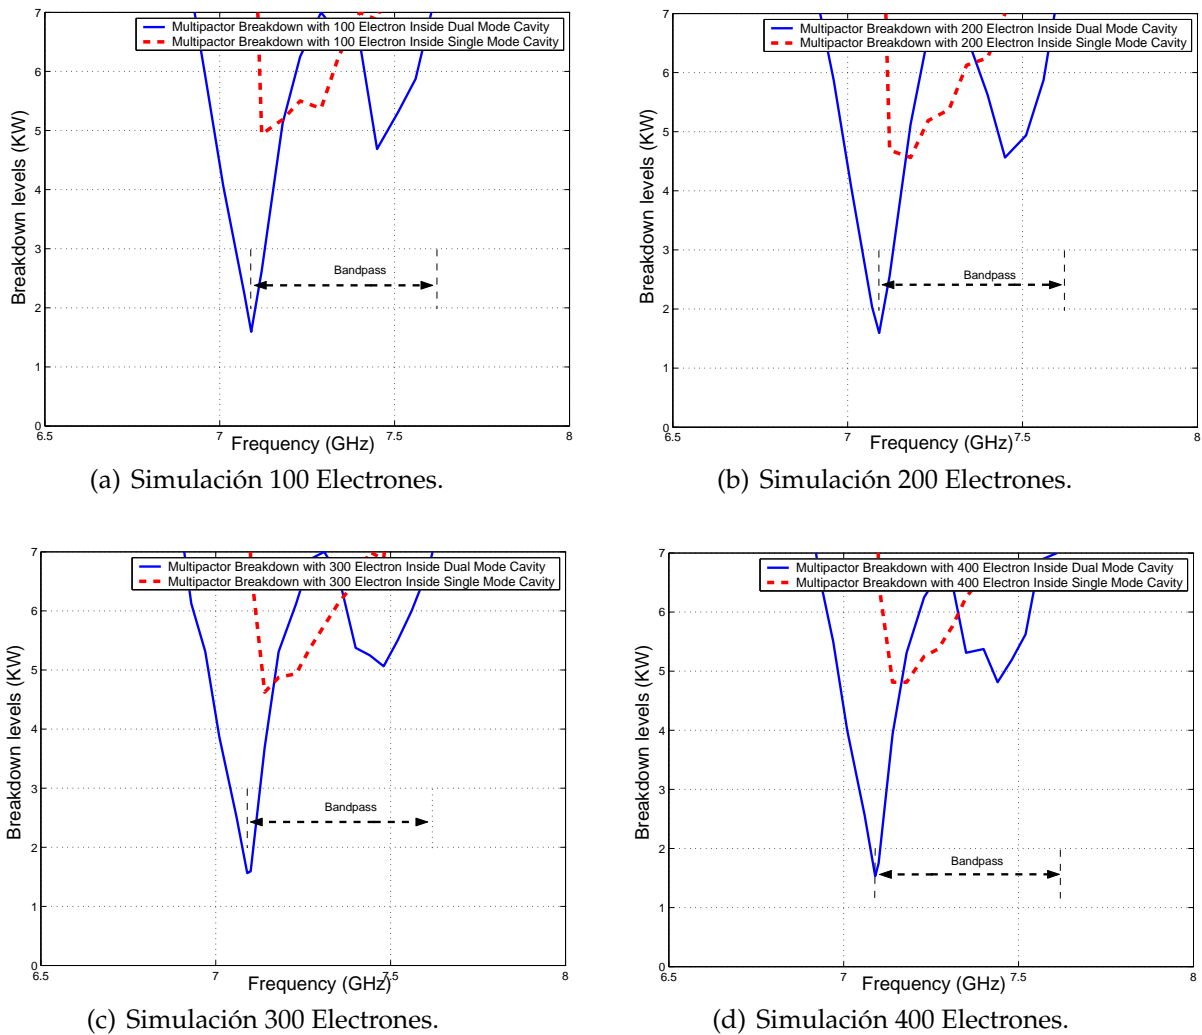 Multipactor Breakdown with 100 Electron Inside Dual Mode Cavity
Multipactor Breakdown with 100 Electron Inside Single Mode Cavity
Breakdown levels (KW)
7
6
5
4
3
2
1
0
Bandpass
6.5
7
7.5
8
Frequency (GHz)
(a) Simulación 100 Electrones.
Multipactor Breakdown with 200 Electron Inside Dual Mode Cavity
Multipactor Breakdown with 200 Electron Inside Single Mode Cavity
Breakdown levels (KW)
7
6
5
4
3
2
1
0
Bandpass
6.5
7
7.5
8
Frequency (GHz)
(b) Simulación 200 Electrones.
Multipactor Breakdown with 300 Electron Inside Dual Mode Cavity
Multipactor Breakdown with 300 Electron Inside Single Mode Cavity
Breakdown levels (KW)
7
6
5
4
3
2
1
0
Bandpass
6.5
7
7.5
8
Frequency (GHz)
(c) Simulación 300 Electrones.
Multipactor Breakdown with 400 Electron Inside Dual Mode Cavity
Multipactor Breakdown with 400 Electron Inside Single Mode Cavity
Breakdown levels (KW)
7
6
5
4
3
2
1
0
Bandpass
6.5
7
7.5
8
Frequency (GHz)
(d) Simulación 400 Electrones.